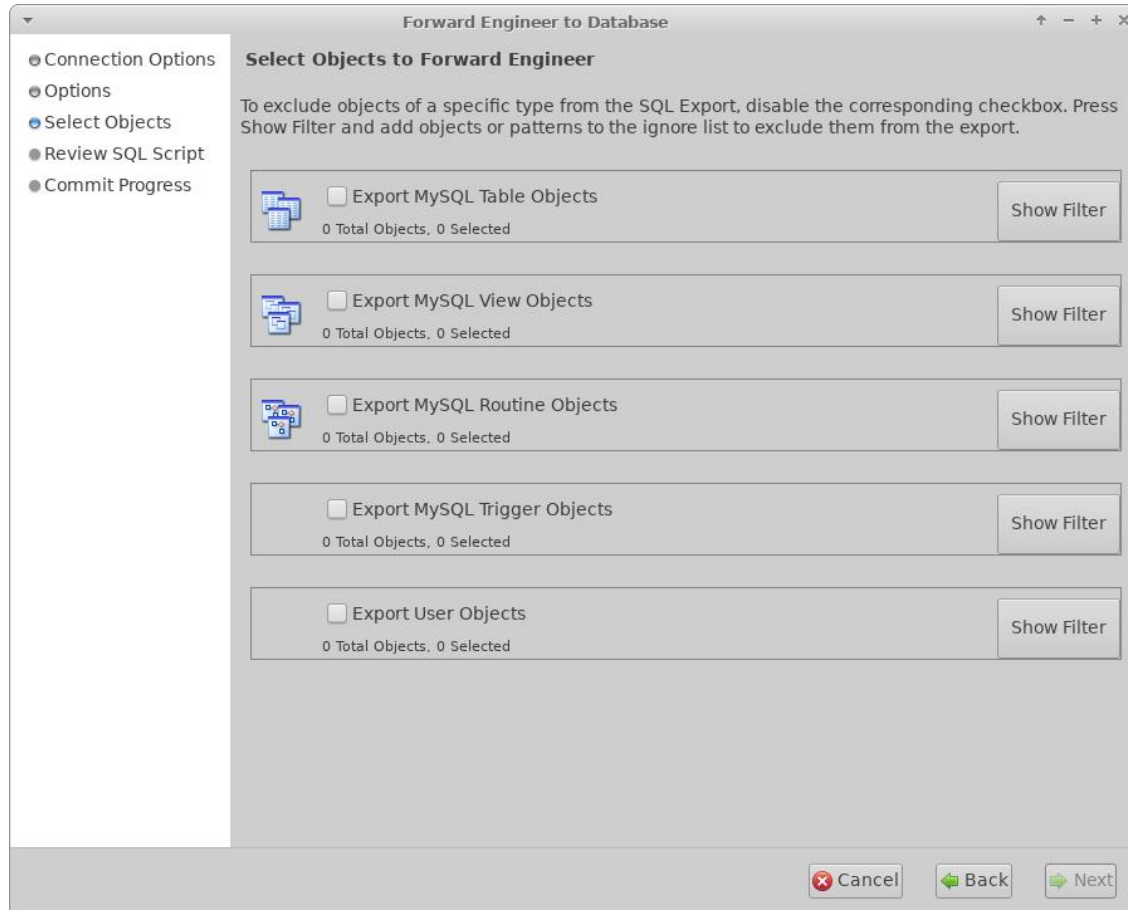 Forward Engineer to Database
Connection Options
Options
Select Objects
Review SQL Script
Commit Progress
Select Objects to Forward Engineer
To exclude objects of a specific type from the SQL Export, disable the corresponding checkbox. Press
Show Filter and add objects or patterns to the ignore list to exclude them from the export.
Export MySQL Table Objects
0 Total Objects, 0 Selected
Show Filter
Export MySQL View Objects
0 Total Objects, 0 Selected
Show Filter
Export MySQL Routine Objects
0 Total Objects, 0 Selected
Show Filter
Export MySQL Trigger Objects
0 Total Objects, 0 Selected
Show Filter
Export User Objects
0 Total Objects, 0 Selected
Show Filter
Cancel
Back
Next